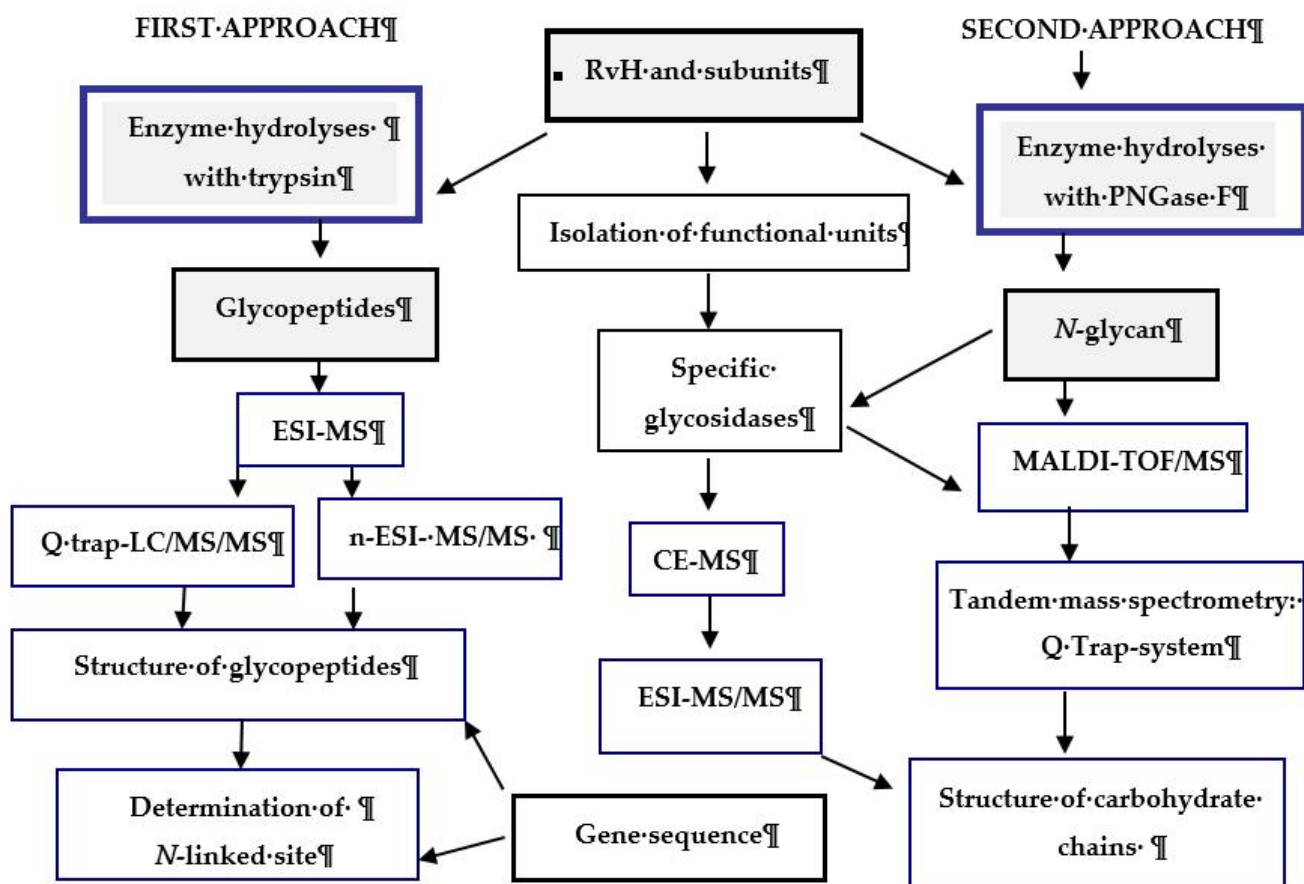 FIRST·APPROACH¶
▪ RvH·and·subunits¶
SECOND·APPROACH¶
Enzyme·hydrolyses· ¶
with·trypsin¶
Enzyme·hydrolyses·
with·PNGase·F¶
Isolation·of·functional·units¶
Glycopeptides¶
N-glycan¶
Specific·
glycosidases¶
ESI-MS¶
MALDI-TOF/MS¶
Q·trap-LC/MS/MS¶
n-ESI-·MS/MS· ¶
CE-MS¶
Tandem·mass·spectrometry:·
Q·Trap-system¶
Structure·of·glycopeptides¶
ESI-MS/MS¶
Determination·of· ¶
N-linked·site¶
Gene·sequence¶
Structure·of·carbohydrate·
chains· ¶